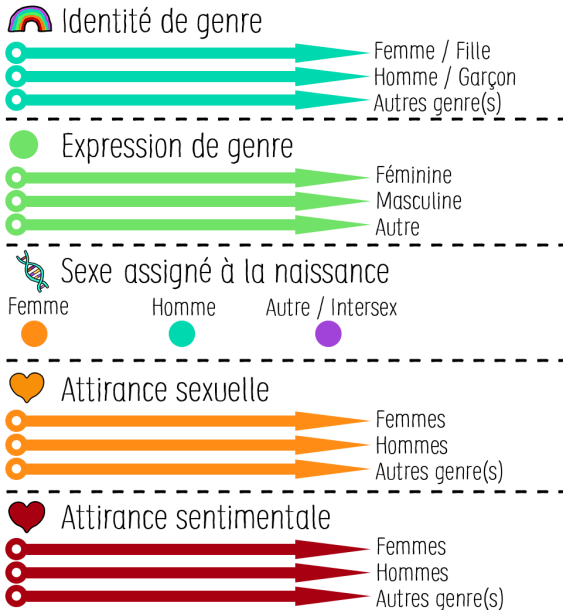 Identité de genre
Femme / Fille
Homme / Garçon
Autres genre(s)
Expression de genre
Féminine
Masculine
Autre
Sexe assigné à la naissance
Femme Homme Autre / Intersex
Attirance sexuelle
Femmes
Hommes
Autres genre(s)
Attirance sentimentale
Femmes
Hommes
Autres genre(s)